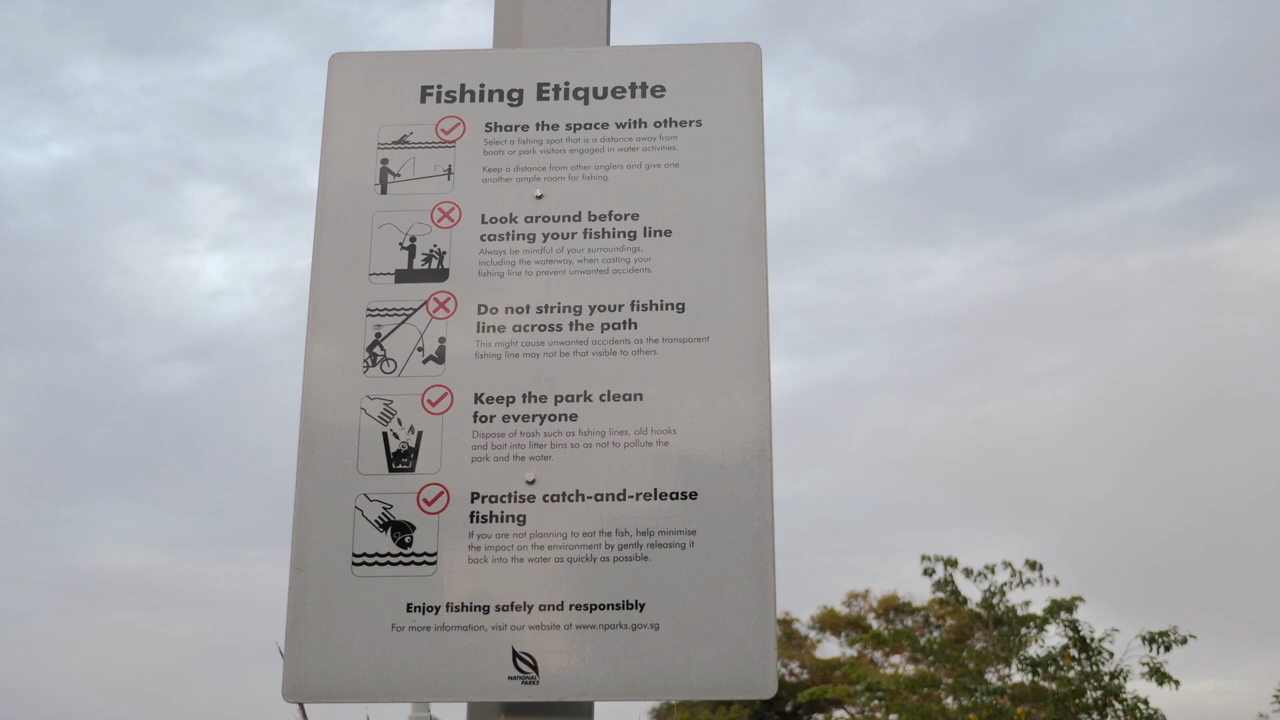 Fishing Etiquette
Share the space with others
Select a fishing spot that is a distance away from
boats or park visitors engaged in water activities.
Keep a distance from other anglers and give one
another ample room for fishing.
Look around before
casting your fishing line
Always be mindful of your surroundings,
including the waterway, when casting your
fishing line to prevent unwanted accidents.
Do not string your fishing
line across the path
This might cause unwanted accidents as the transparent
fishing line may not be that visible to others.
Keep the park clean
for everyone
Dispose of trash such as fishing lines, old hooks
and bait into litter bins so as not to pollute the
park and the water.
Practise catch-and-release
fishing
If you are not planning to eat the fish, help minimise
the impact on the environment by gently releasing it
back into the water as quickly as possible.
Enjoy fishing safely and responsibly
For more information, visit our website at www.nparks.gov.sg
NATIONAL
PARKS